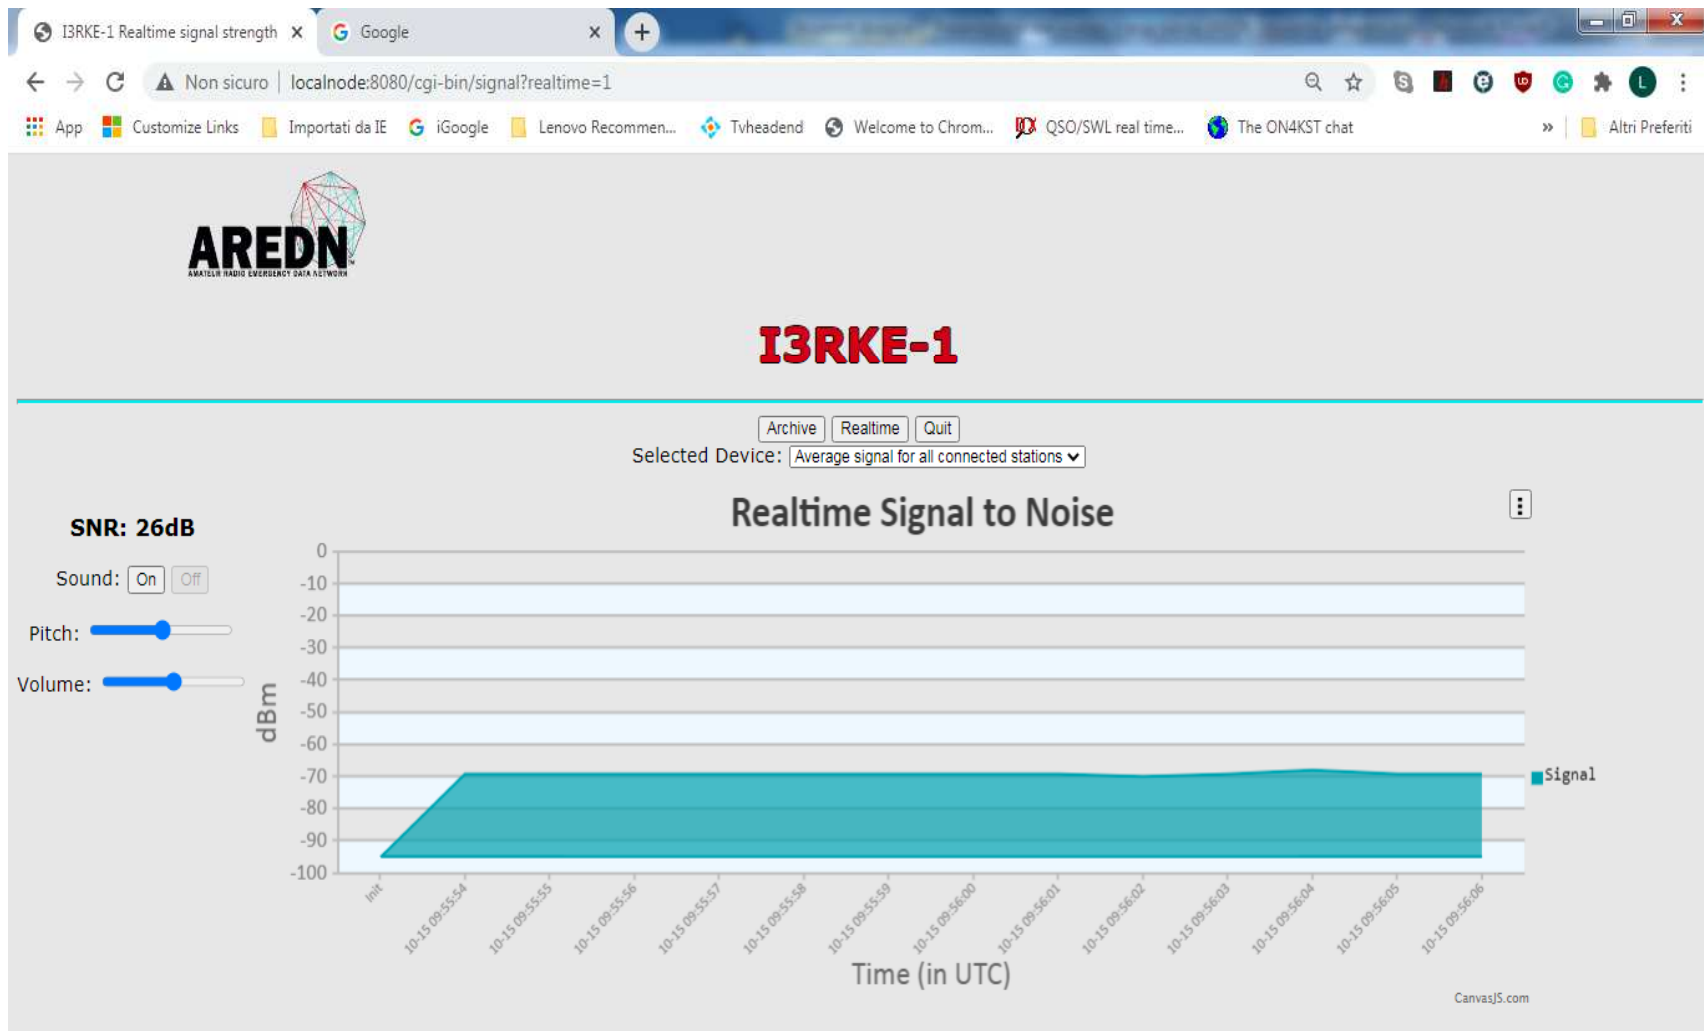 I3RKE-1 Realtime signal strength
Google
Non sicuro
localnode:8080/cgi-bin/signal?realtime=1
App
Customize Links
Importati da IE
iGoogle
Lenovo Recommen...
Tvheadend
Welcome to Chrom...
QSO/SWL real time...
The ON4KST chat
»
Altri Preferiti
AREDN
AMATEUR RADIO EMERGENCY DATA NETWORK
I3RKE-1
Archive Realtime Quit
Selected Device: Average signal for all connected stations
Realtime Signal to Noise
SNR: 26dB
Sound: On Off
Pitch:
Volume:
dBm
0
-10
-20
-30
-40
-50
-60
-70
-80
-90
-100
Signal
Init
10-15 09:55:54
10-15 09:55:55
10-15 09:55:56
10-15 09:55:57
10-15 09:55:58
10-15 09:55:59
10-15 09:56:00
10-15 09:56:01
10-15 09:56:02
10-15 09:56:03
10-15 09:56:04
10-15 09:56:05
10-15 09:56:06
Time (in UTC)
CanvasJS.com